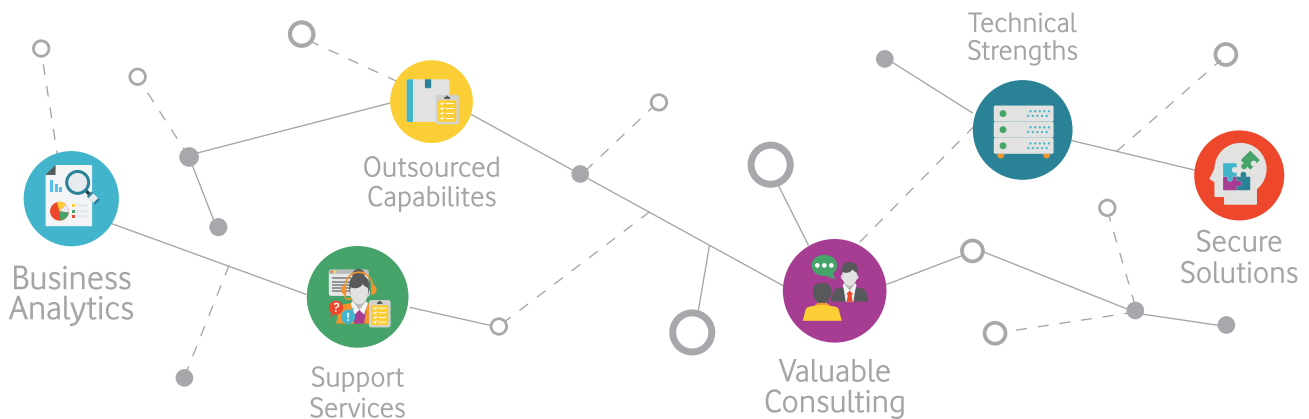 Business
Analytics
Outsourced
Capabilites
Support
Services
Valuable
Consulting
Technical
Strengths
Secure
Solutions